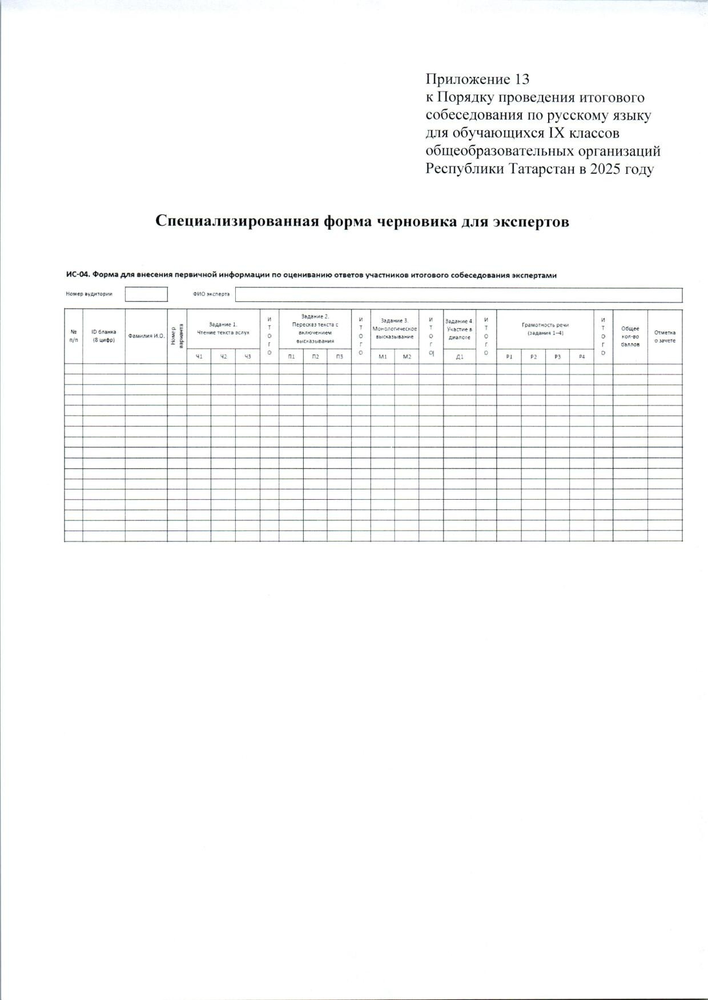 Приложение 13
к Порядку проведения итогового
собеседования по русскому языку
для обучающихся IX классов
общеобразовательных организаций
Республики Татарстан в 2025 году
Специализированная форма черновика для экспертов
ИС-04. Форма для внесения первичной информации по оцениванию ответов участников итогового собеседования экспертами
Номер аудитории
ФИО эксперта
№
п/п
ID бланка
(8 цифр)
Фамилия И.О.
Номер
варианта
Задание 1.
Чтение текста вслух
Ч1 Ч2 Ч3
ИТОГО
Задание 2.
Пересказ текста с
включением
высказывания
П1 П2 П3
ИТОГО
Задание 3.
Монологическое
высказывание
М1 М2
ИТОГО
Задание 4.
Участие в
диалоге
Д1
ИТОГО
Грамотность речи
(задания 1–4)
Р1 Р2 Р3 Р4
ИТОГО
Общее
кол-во
баллов
Отметка
о зачете